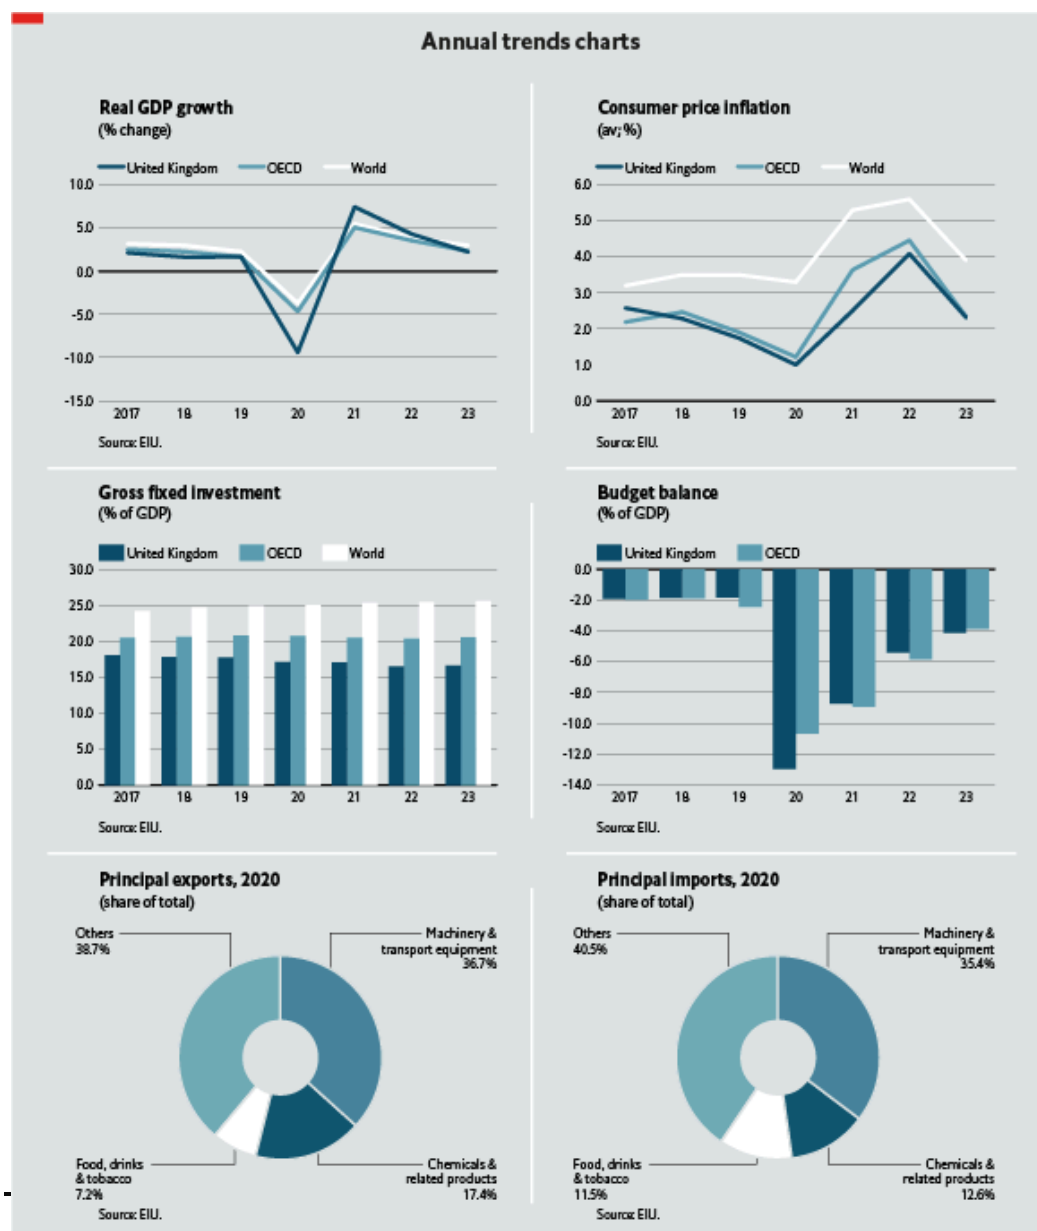 Annual trends charts
Real GDP growth
(% change)
United Kingdom OECD World
10.0
5.0
0.0
-5.0
-10.0
-15.0
2017 18 19 20 21 22 23
Source: EIU.
Consumer price inflation
(av; %)
United Kingdom OECD World
6.0
5.0
4.0
3.0
2.0
1.0
0.0
2017 18 19 20 21 22 23
Source: EIU.
Gross fixed investment
(% of GDP)
United Kingdom OECD World
30.0
25.0
20.0
15.0
10.0
5.0
0.0
2017 18 19 20 21 22 23
Source: EIU.
Budget balance
(% of GDP)
United Kingdom OECD
0.0
-2.0
-4.0
-6.0
-8.0
-10.0
-12.0
-14.0
2017 18 19 20 21 22 23
Source: EIU.
Principal exports, 2020
(share of total)
Others
38.7%
Machinery &
transport equipment
36.7%
Food, drinks
& tobacco
7.2%
Chemicals &
related products
17.4%
Source: EIU.
Principal imports, 2020
(share of total)
Others
40.5%
Machinery &
transport equipment
35.4%
Food, drinks
& tobacco
11.5%
Chemicals &
related products
12.6%
Source: EIU.